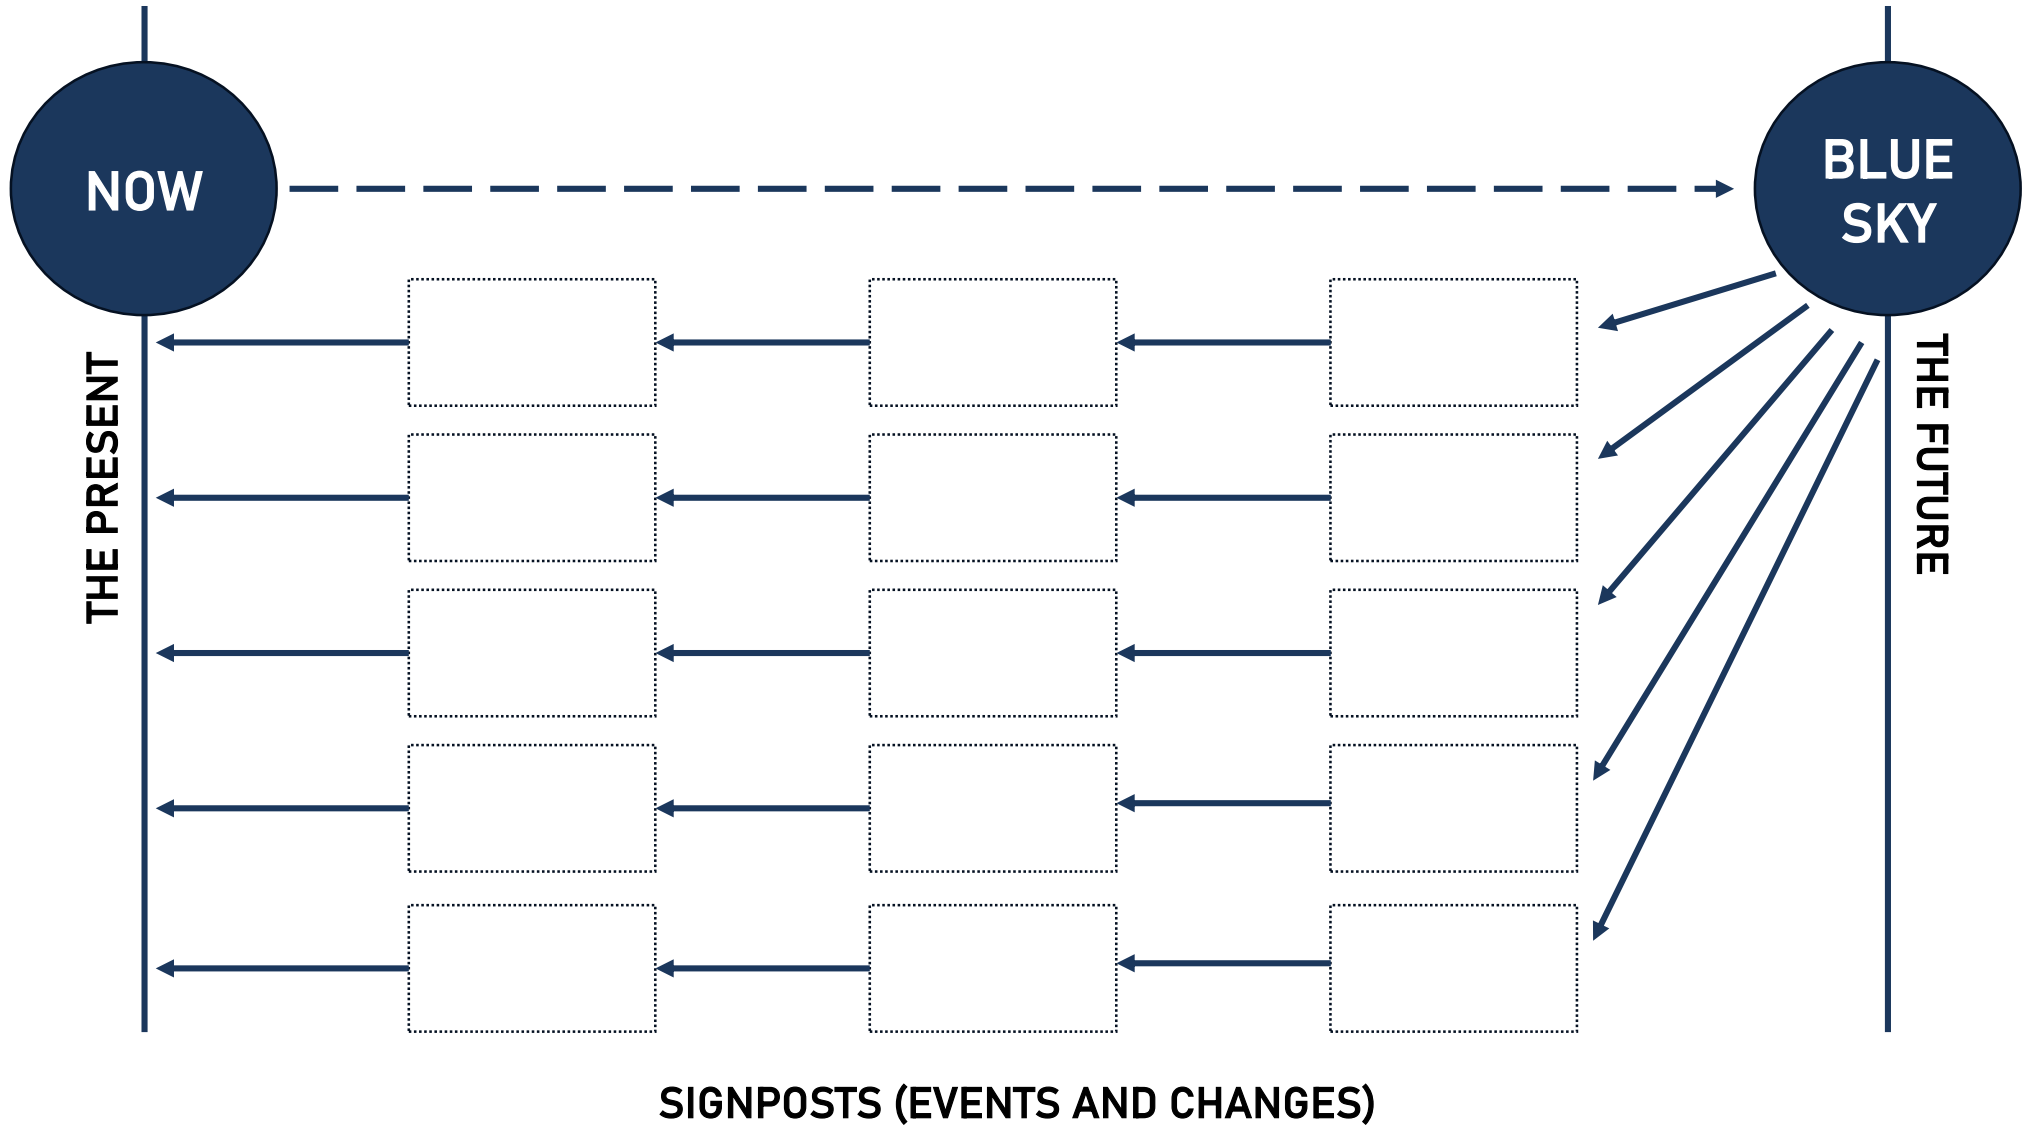 NOW
BLUE
SKY
THE PRESENT
THE FUTURE
SIGNPOSTS (EVENTS AND CHANGES)